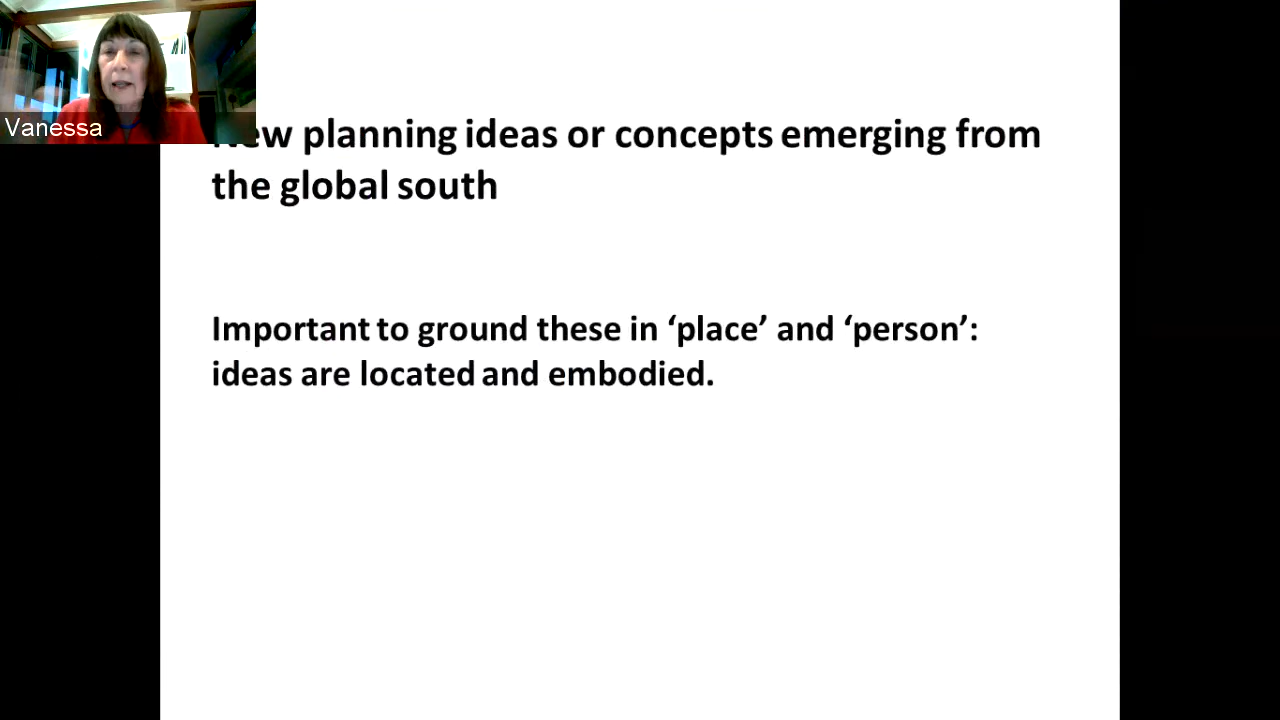 Vanessa
New planning ideas or concepts emerging from
the global south
Important to ground these in ‘place’ and ‘person’:
ideas are located and embodied.